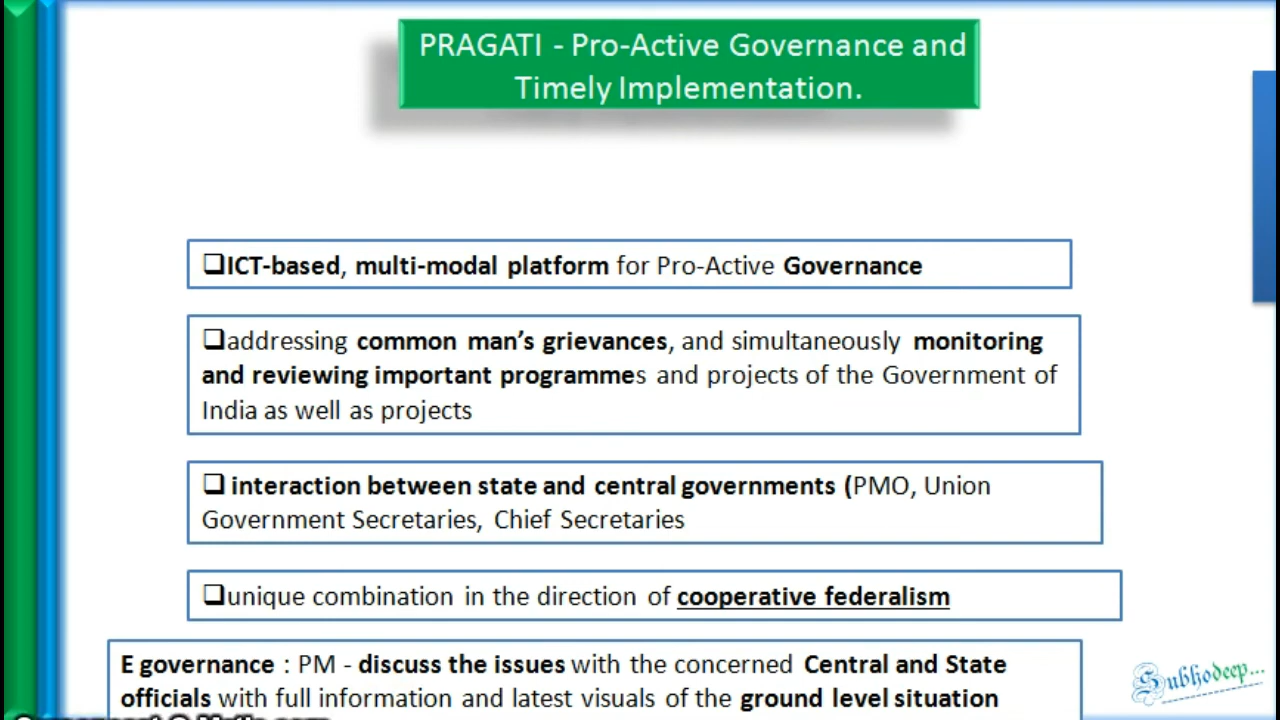 PRAGATI - Pro-Active Governance and
Timely Implementation.
❑ICT-based, multi-modal platform for Pro-Active Governance
❑addressing common man’s grievances, and simultaneously monitoring
and reviewing important programmes and projects of the Government of
India as well as projects
❑ interaction between state and central governments (PMO, Union
Government Secretaries, Chief Secretaries
❑unique combination in the direction of cooperative federalism
E governance : PM - discuss the issues with the concerned Central and State
officials with full information and latest visuals of the ground level situation
Subhodeep...